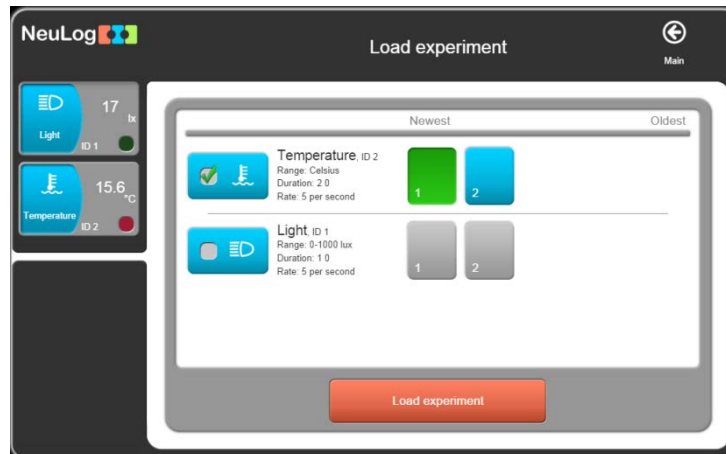 NeuLog
Load experiment
Main
17 lx
Light
ID 1
15.6 °C
Temperature
ID 2
Newest Oldest
Temperature, ID 2
Range: Celsius
Duration: 2 0
Rate: 5 per second
1 2
Light, ID 1
Range: 0-1000 lux
Duration: 1 0
Rate: 5 per second
1 2
Load experiment